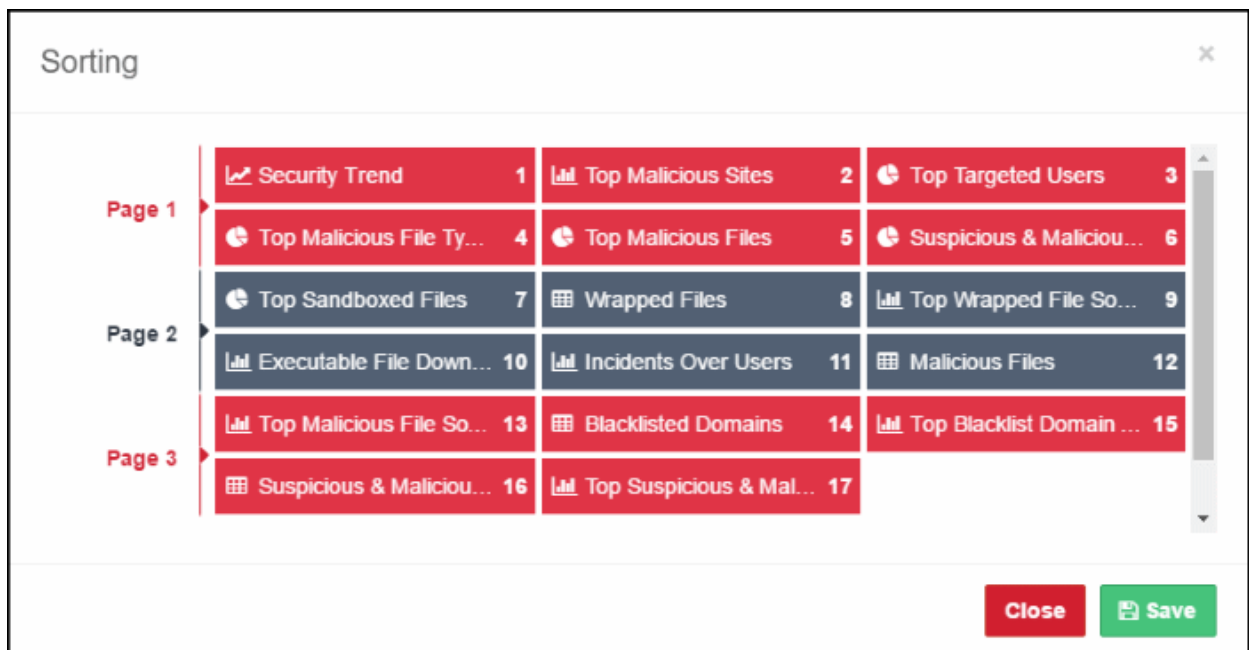 Sorting ×
Security Trend 1 Top Malicious Sites 2 Top Targeted Users 3
Page 1
Top Malicious File Ty... 4 Top Malicious Files 5 Suspicious & Maliciou... 6
Top Sandboxed Files 7 Wrapped Files 8 Top Wrapped File So... 9
Page 2
Executable File Down... 10 Incidents Over Users 11 Malicious Files 12
Top Malicious File So... 13 Blacklisted Domains 14 Top Blacklist Domain ... 15
Page 3
Suspicious & Maliciou... 16 Top Suspicious & Mal... 17
Close Save